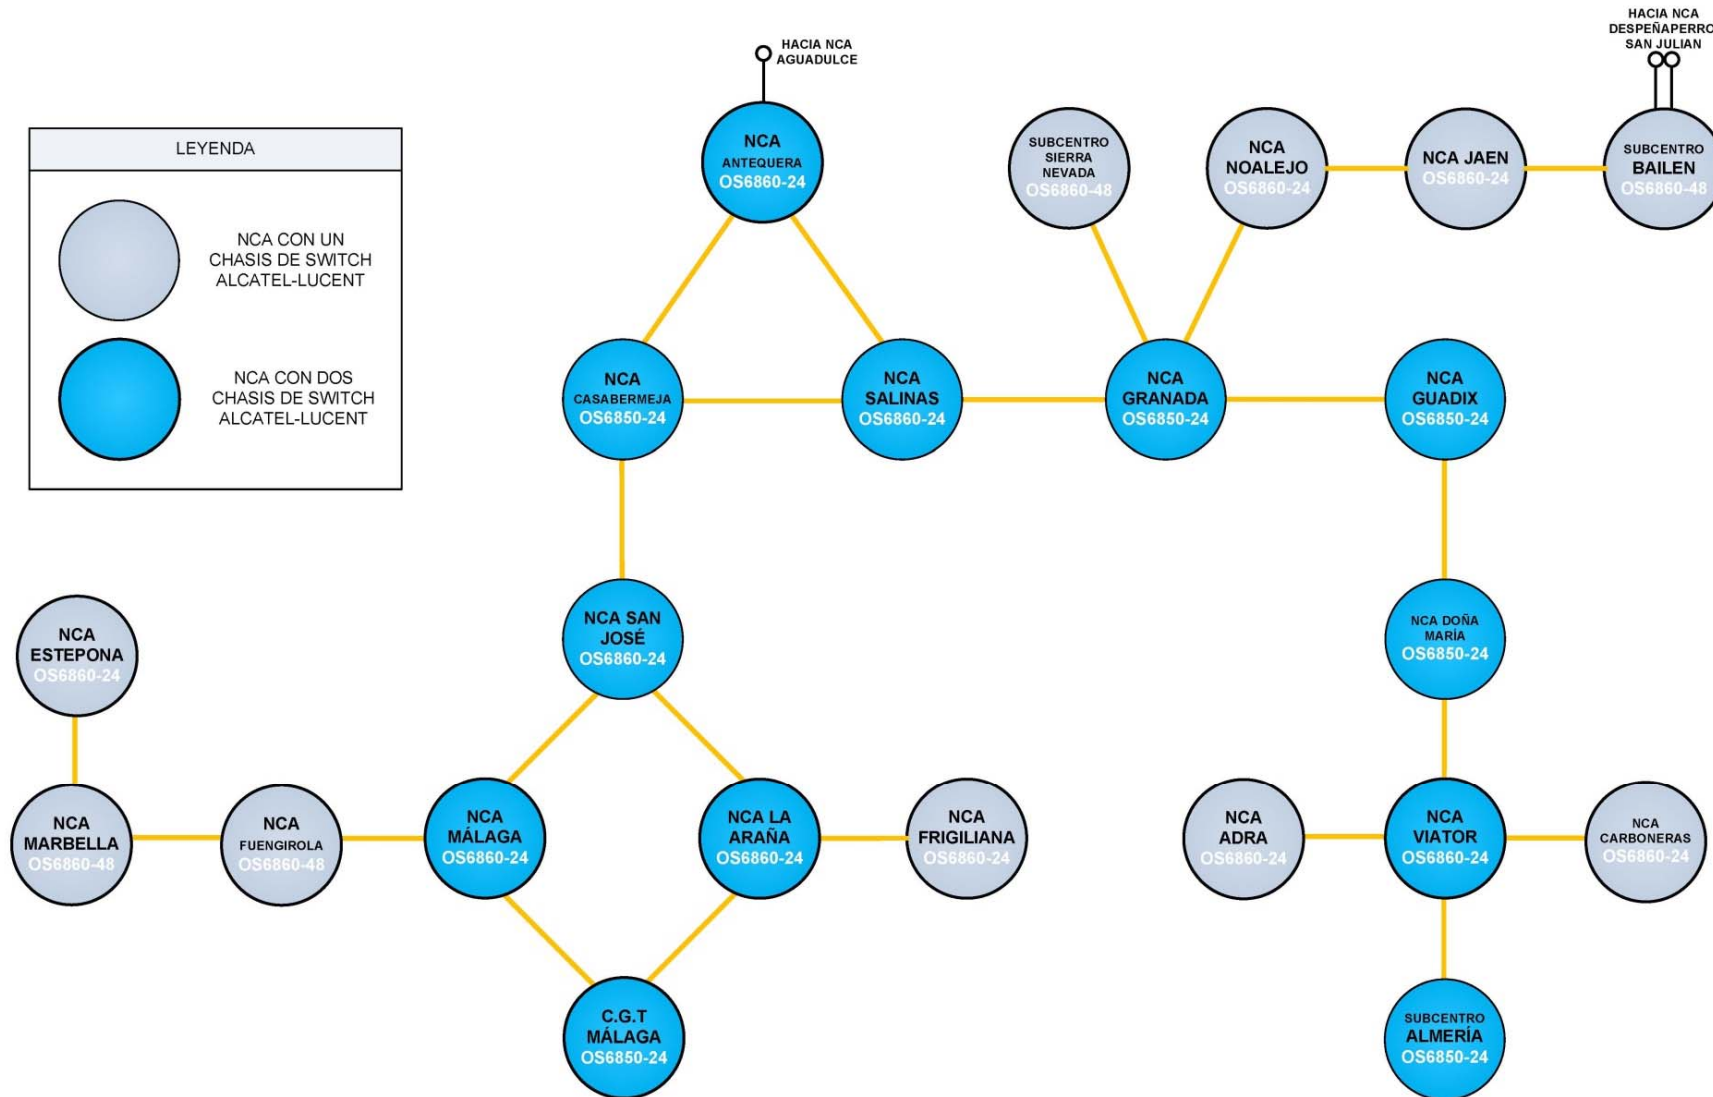 HACIA NCA
AGUADULCE
HACIA NCA
DESPEÑAPERRO
SAN JULIAN
LEYENDA
NCA CON UN
CHASIS DE SWITCH
ALCATEL-LUCENT
NCA CON DOS
CHASIS DE SWITCH
ALCATEL-LUCENT
NCA
ANTEQUERA
OS6860-24
SUBCENTRO
SIERRA
NEVADA
OS6860-48
NCA
NOALEJO
OS6860-24
NCA JAEN
OS6860-24
SUBCENTRO
BAILEN
OS6860-48
NCA
CASABERMEJA
OS6850-24
NCA
SALINAS
OS6860-24
NCA
GRANADA
OS6850-24
NCA
GUADIX
OS6850-24
NCA SAN
JOSÉ
OS6860-24
NCA DOÑA
MARÍA
OS6850-24
NCA
ESTEPONA
OS6860-24
NCA
MARBELLA
OS6860-48
NCA
FUENGIROLA
OS6860-48
NCA
MÁLAGA
OS6860-24
NCA LA
ARAÑA
OS6860-24
NCA
FRIGILIANA
OS6860-24
NCA
ADRA
OS6860-24
NCA
VIATOR
OS6860-24
NCA
CARBONERAS
OS6860-24
C.G.T
MÁLAGA
OS6850-24
SUBCENTRO
ALMERÍA
OS6850-24